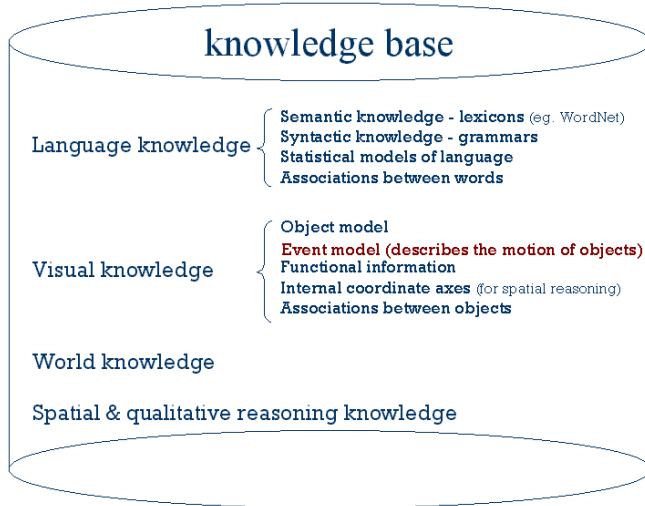 knowledge base
Language knowledge
Semantic knowledge - lexicons (eg. WordNet)
Syntactic knowledge - grammars
Statistical models of language
Associations between words
Visual knowledge
Object model
Event model (describes the motion of objects)
Functional information
Internal coordinate axes (for spatial reasoning)
Associations between objects
World knowledge
Spatial & qualitative reasoning knowledge